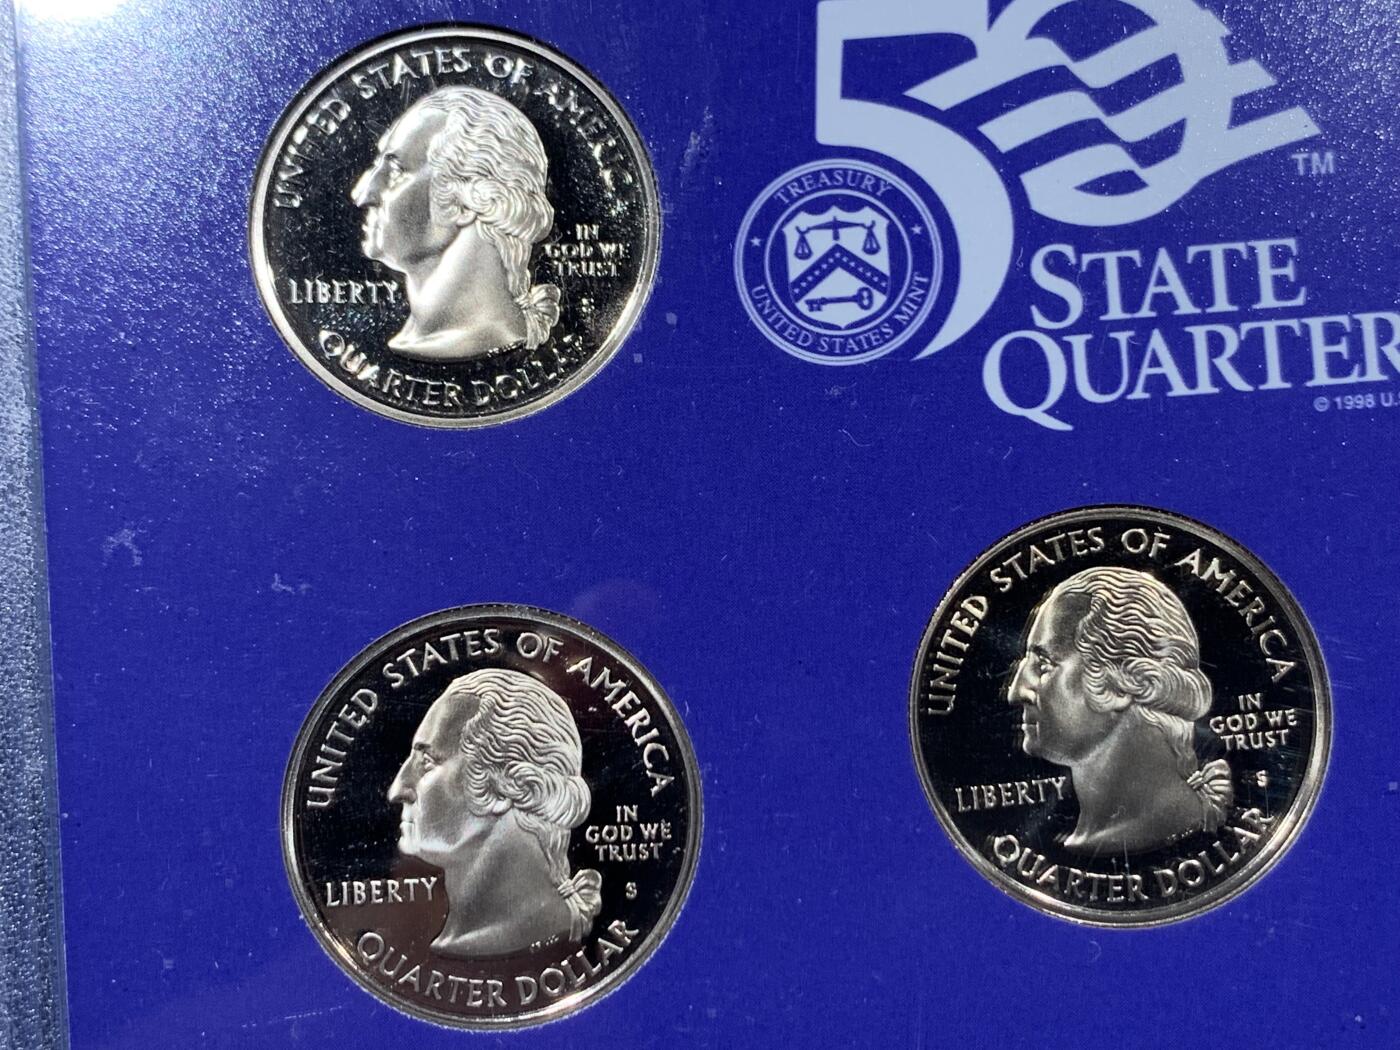 UNITED STATES OF AMERICA
IN
GOD WE
TRUST
LIBERTY
S
QUARTER DOLLAR
50
TM
TREASURY
UNITED STATES MINT
STATE
QUARTER
© 1998 U.
UNITED STATES OF AMERICA
IN
GOD WE
TRUST
LIBERTY
S
QUARTER DOLLAR
UNITED STATES OF AMERICA
IN
GOD WE
TRUST
LIBERTY
S
QUARTER DOLLAR